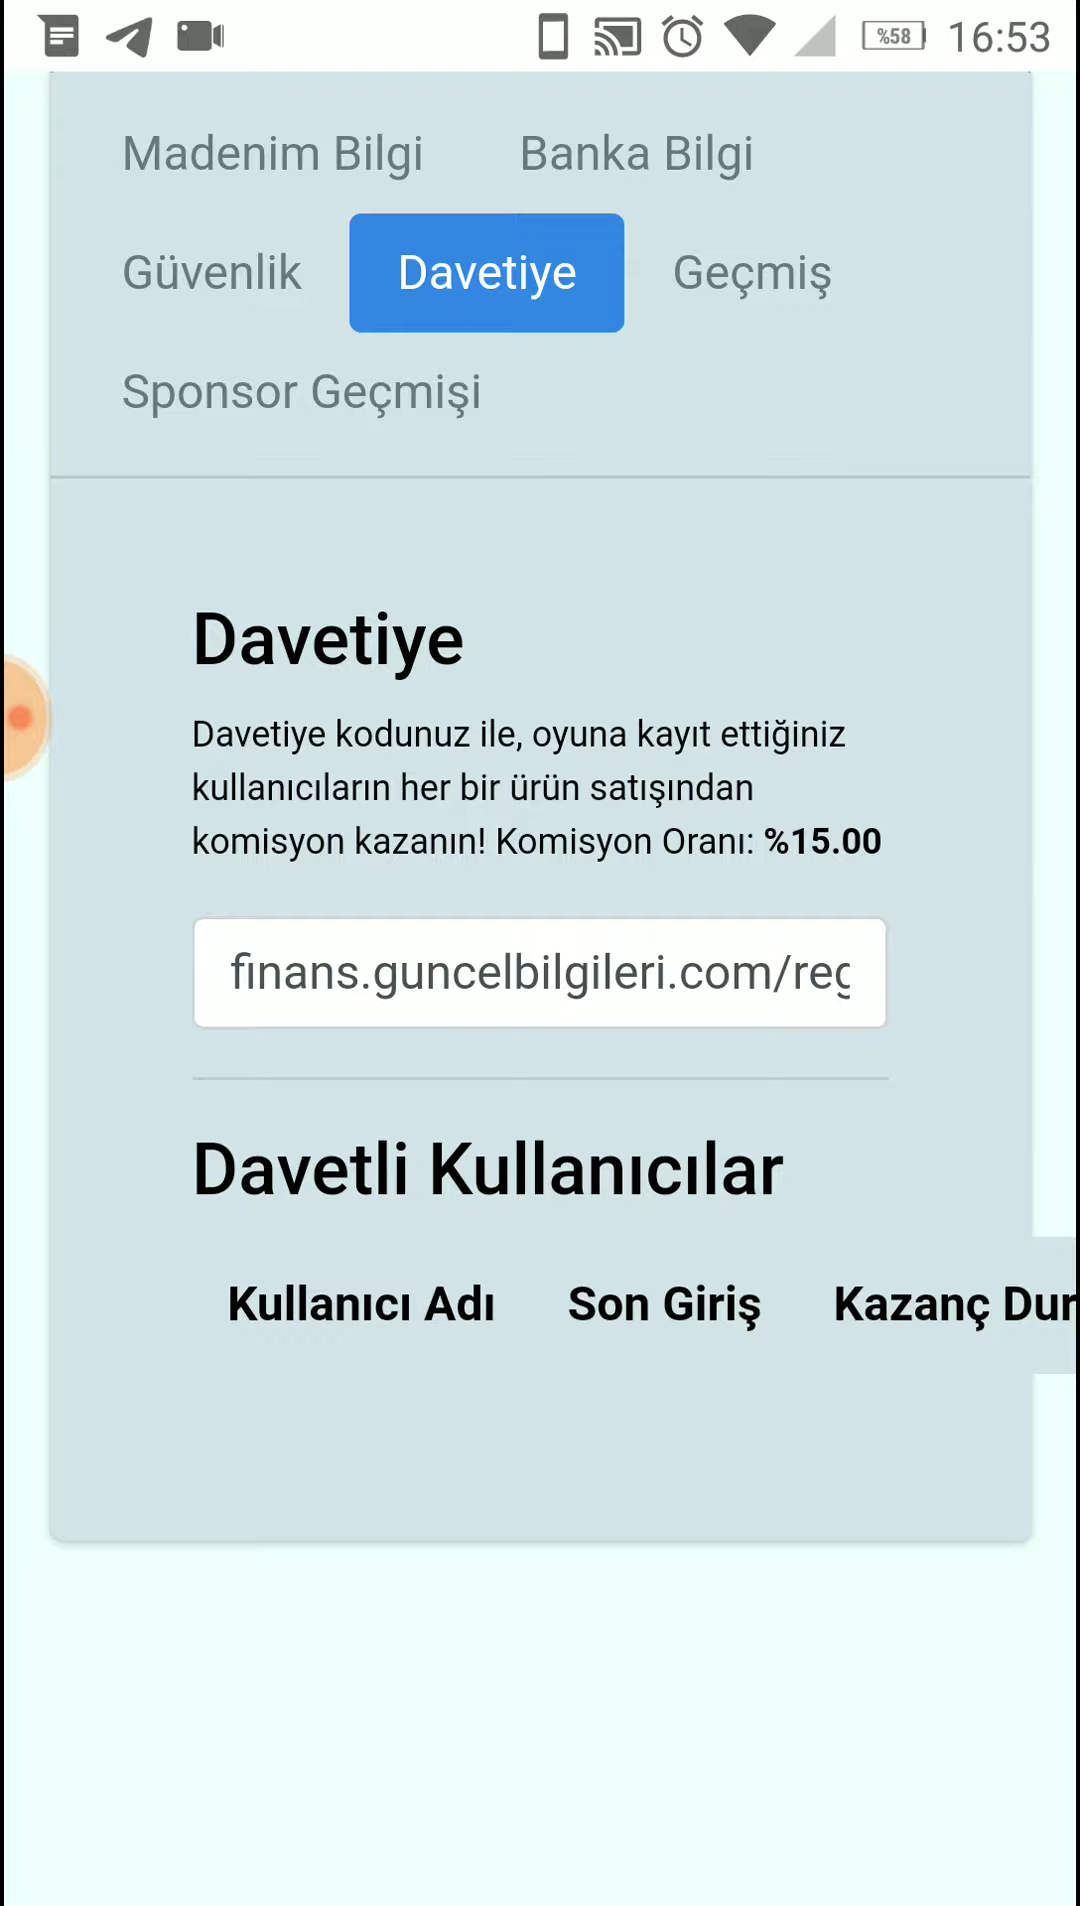 %58 16:53
Madenim Bilgi Banka Bilgi
Güvenlik Davetiye Geçmiş
Sponsor Geçmişi
Davetiye
Davetiye kodunuz ile, oyuna kayıt ettiğiniz
kullanıcıların her bir ürün satışından
komisyon kazanın! Komisyon Oranı: %15.00
finans.guncelbilgileri.com/reg
Davetli Kullanıcılar
Kullanıcı Adı Son Giriş Kazanç Dur